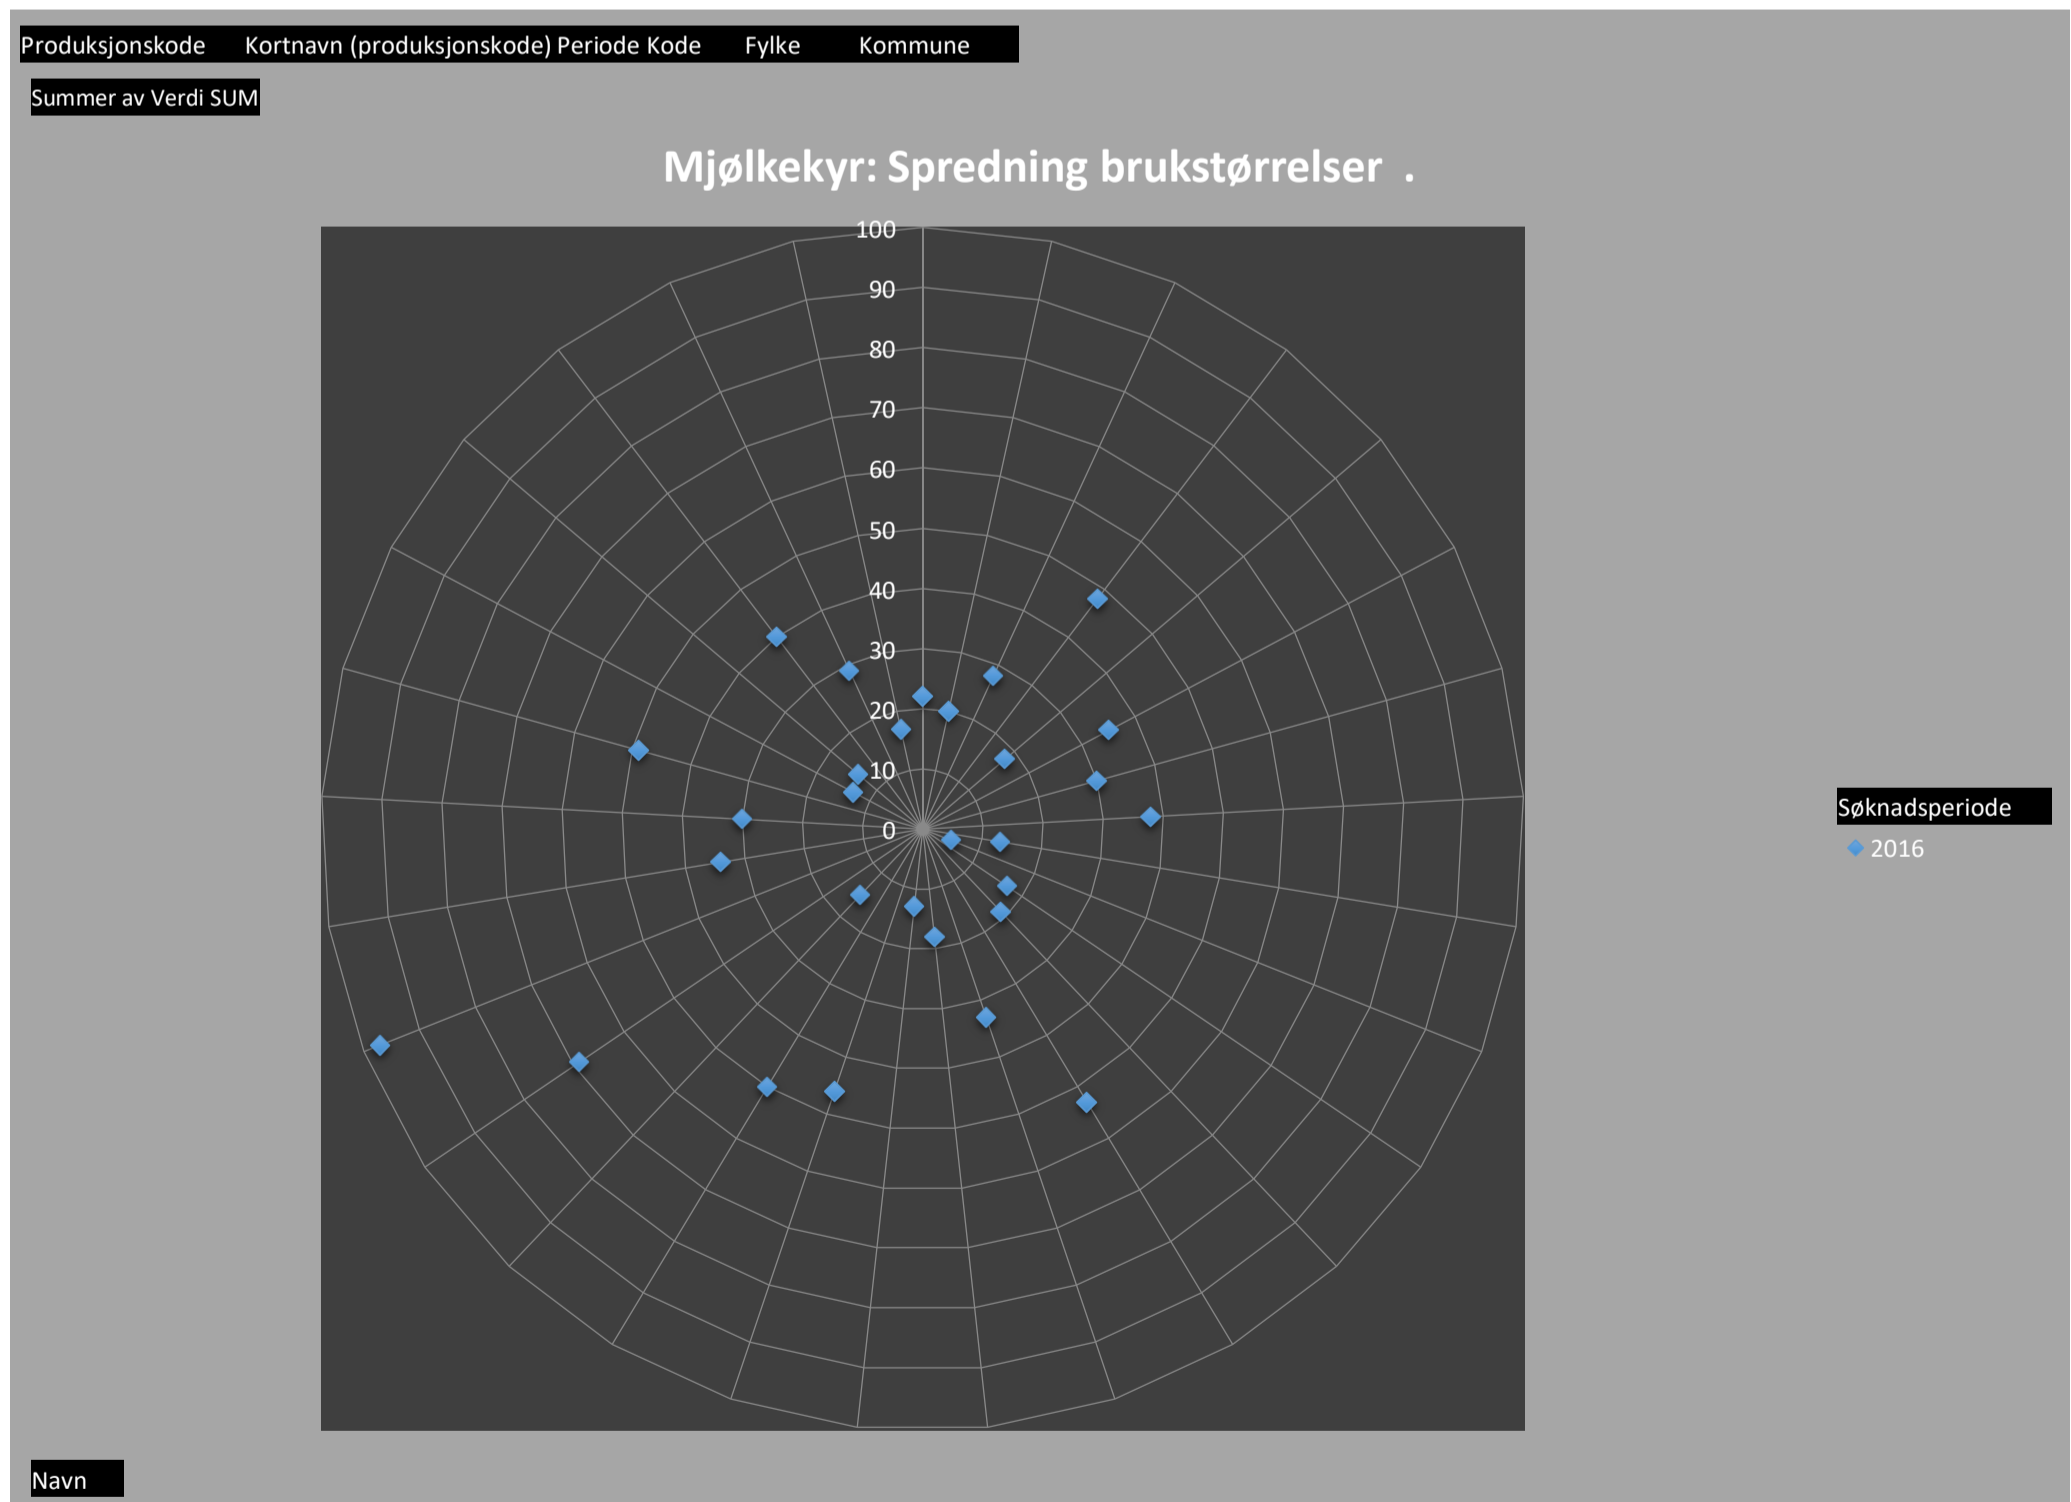 Produksjonskode Kortnavn (produksjonskode) Periode Kode Fylke Kommune
Summer av Verdi SUM
Mjølkekyr: Spredning brukstørrelser .
100
90
80
70
60
50
40
30
20
10
0
Søknadsperiode
2016
Navn